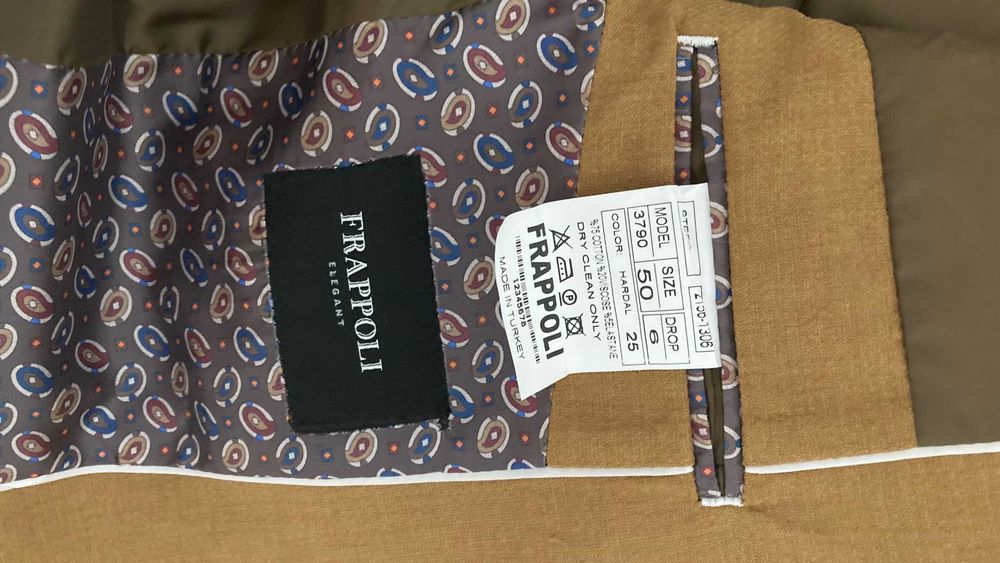 FRAPPOLI
ELEGANT
MODEL SIZE DROP
3790 50 6
COLOR: HARDAL 25
%75 COTTON %20 VISCOSE %5 ELASTANE
DRY CLEAN ONLY
P
FRAPPOLI
12345678
MADE IN TURKEY